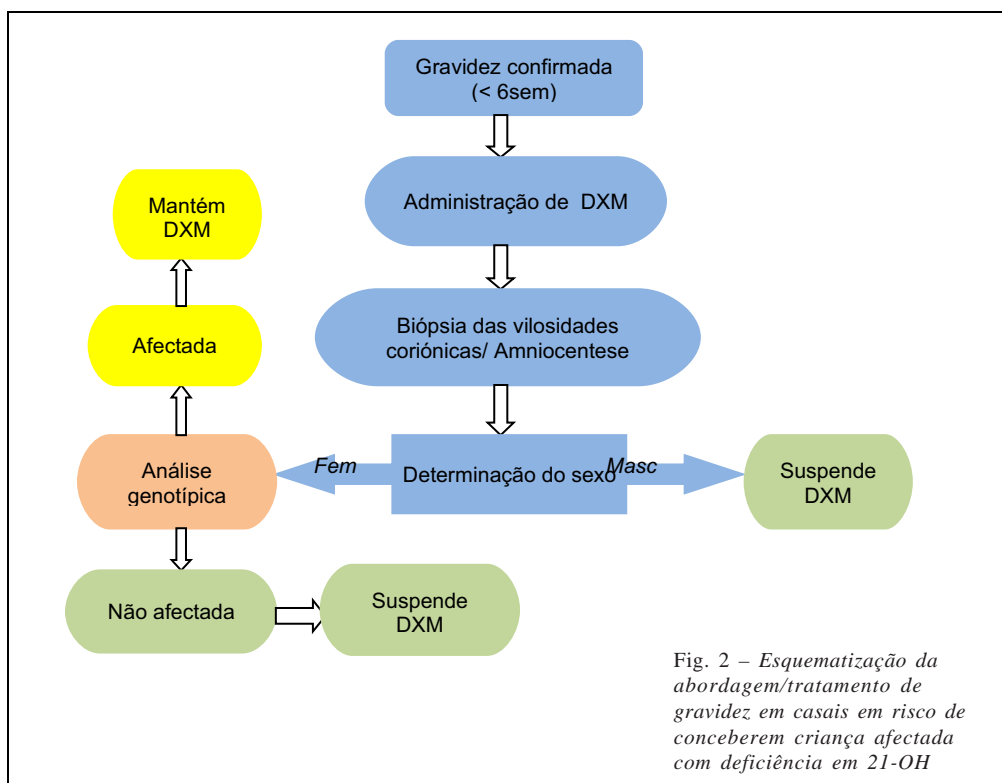 Gravidez confirmada
(< 6sem)
Administração de DXM
Mantém
DXM
Biópsia das vilosidades
coriónicas/ Amniocentese
Afectada
Análise
genotípica
Fem
Determinação do sexo
Masc
Suspende
DXM
Não afectada
Suspende
DXM
Fig. 2 – Esquematização da
abordagem/tratamento de
gravidez em casais em risco de
conceberem criança afectada
com deficiência em 21-OH